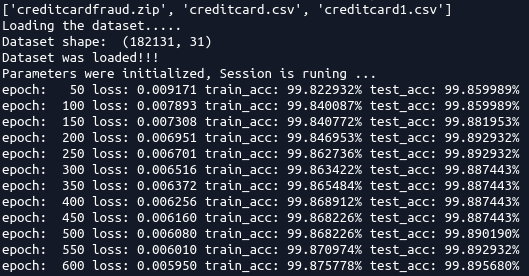 ['creditcardfraud.zip', 'creditcard.csv', 'creditcard1.csv']
Loading the dataset.....
Dataset shape:  (182131, 31)
Dataset was loaded!!!
Parameters were initialized, Session is runing ...
epoch:   50 loss: 0.009171 train_acc: 99.822932% test_acc: 99.859989%
epoch:  100 loss: 0.007893 train_acc: 99.840087% test_acc: 99.859989%
epoch:  150 loss: 0.007308 train_acc: 99.840772% test_acc: 99.881953%
epoch:  200 loss: 0.006951 train_acc: 99.846953% test_acc: 99.892932%
epoch:  250 loss: 0.006701 train_acc: 99.862736% test_acc: 99.892932%
epoch:  300 loss: 0.006516 train_acc: 99.863422% test_acc: 99.887443%
epoch:  350 loss: 0.006372 train_acc: 99.865484% test_acc: 99.887443%
epoch:  400 loss: 0.006256 train_acc: 99.868912% test_acc: 99.887443%
epoch:  450 loss: 0.006160 train_acc: 99.868226% test_acc: 99.887443%
epoch:  500 loss: 0.006080 train_acc: 99.868226% test_acc: 99.890190%
epoch:  550 loss: 0.006010 train_acc: 99.870974% test_acc: 99.892932%
epoch:  600 loss: 0.005950 train_acc: 99.875778% test_acc: 99.895680%